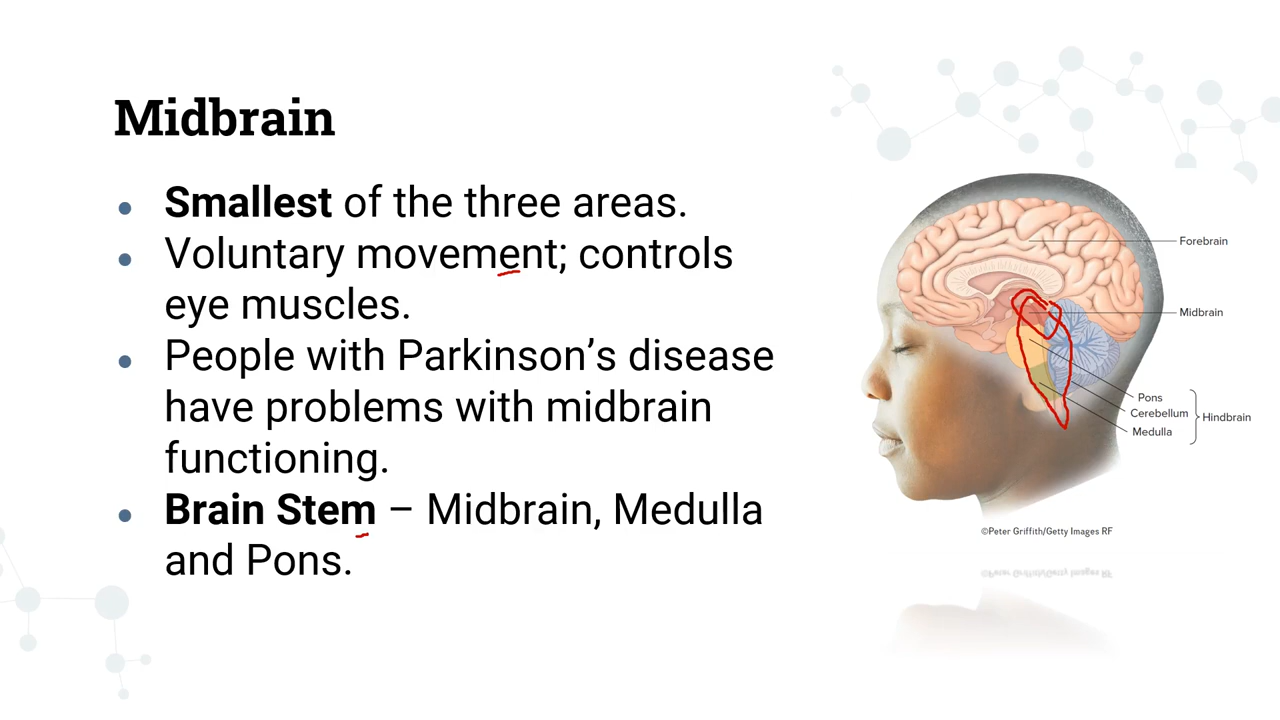 Midbrain
• Smallest of the three areas.
• Voluntary movement; controls
eye muscles.
• People with Parkinson’s disease
have problems with midbrain
functioning.
• Brain Stem – Midbrain, Medulla
and Pons.
Forebrain
Midbrain
Pons
Cerebellum
Medulla
Hindbrain
©Peter Griffith/Getty Images RF